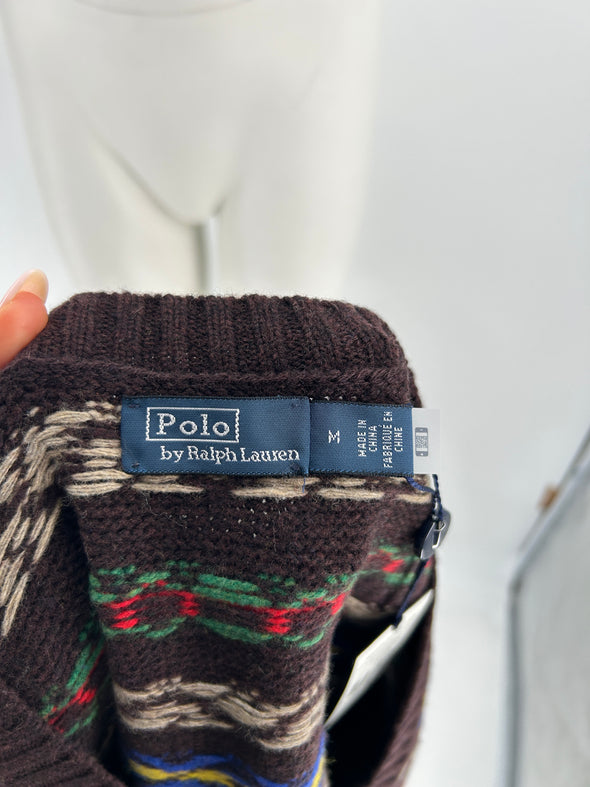 Polo
by Ralph Lauren
M
MADE IN
CHINA
FABRIQUÉ EN
CHINE